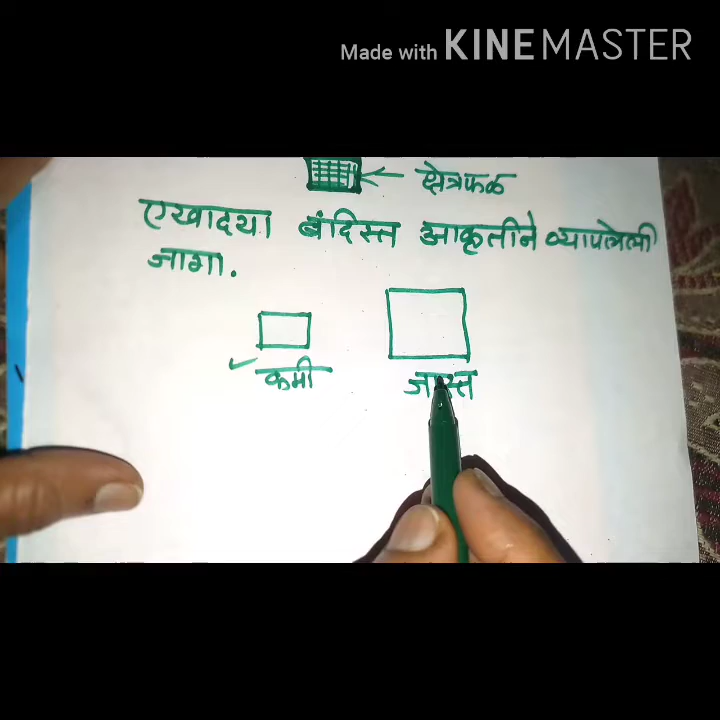 Made with KINEMASTER
क्षेत्रफळ
एखादया बंदिस्त आकृतीने व्यापलेली
जागा.
कमी जास्त